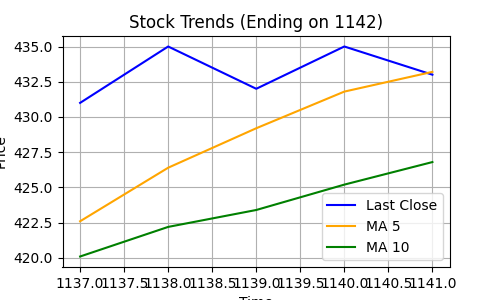 Stock Trends (Ending on 1142)
435.0
432.5
430.0
427.5
425.0
422.5
420.0
Price
Last Close
MA 5
MA 10
1137.0 1137.5 1138.0 1138.5 1139.0 1139.5 1140.0 1140.5 1141.0
Time